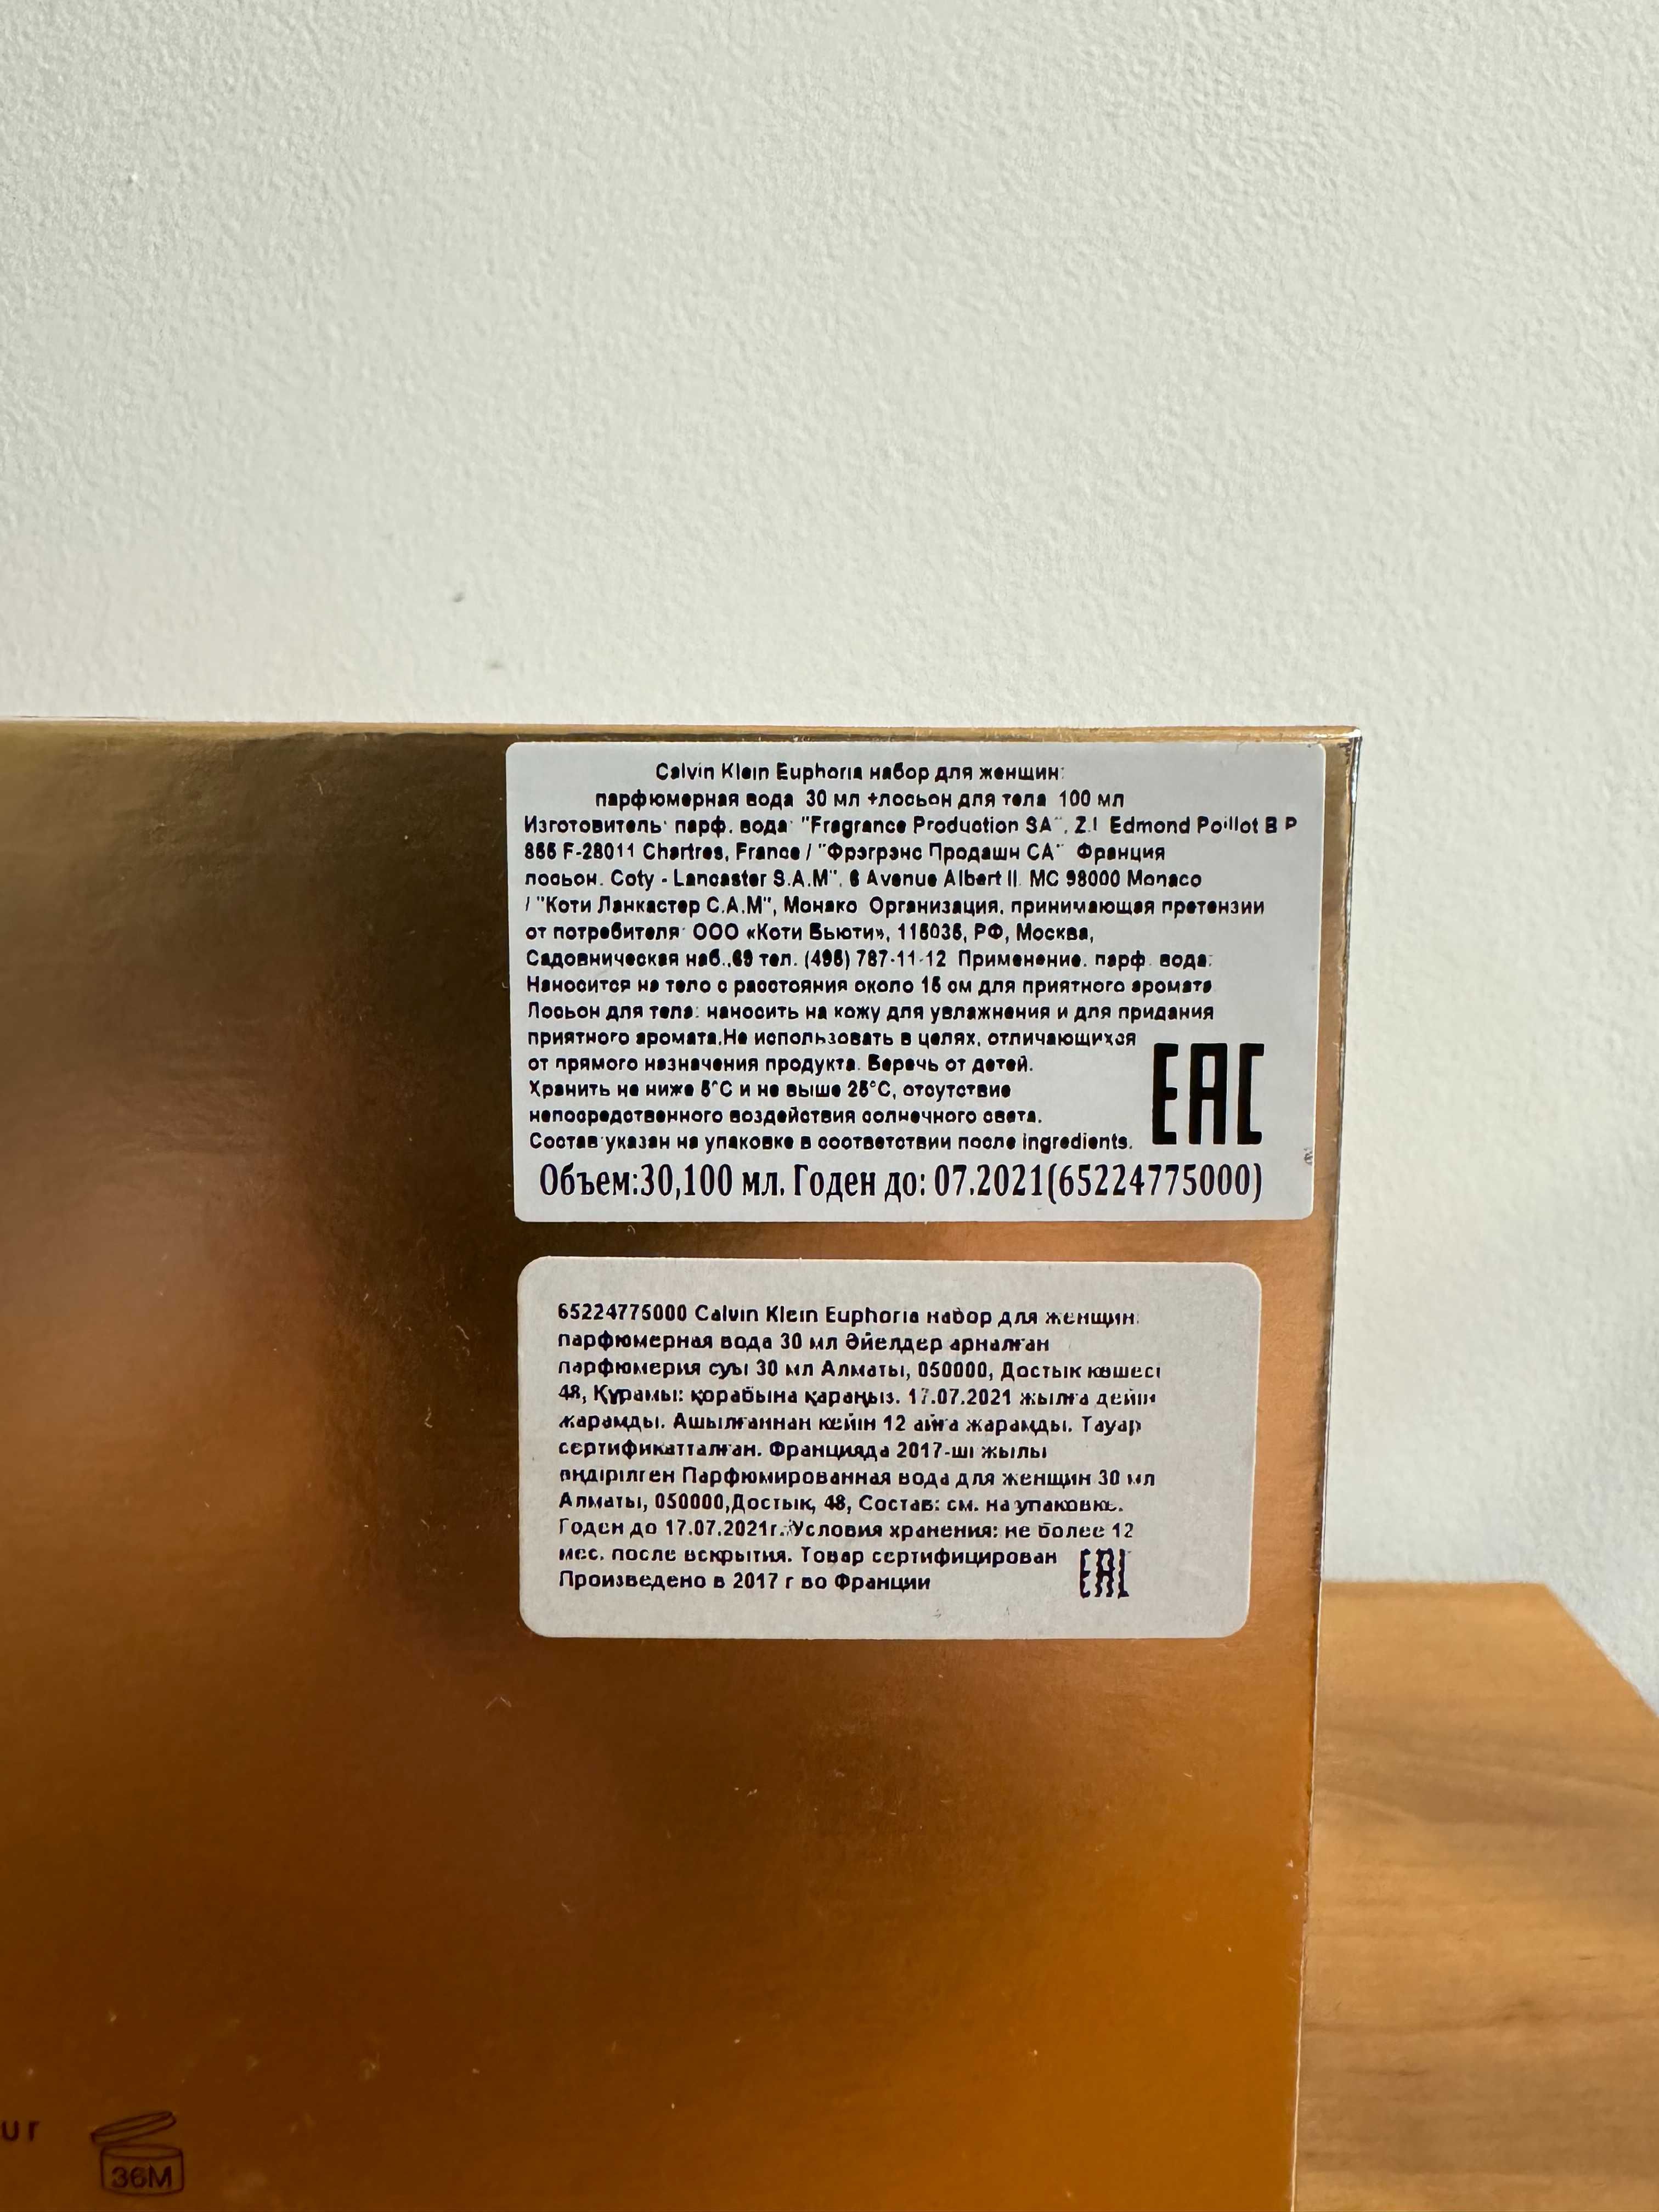 Calvin Klein Euphoria набор для женщин:
парфюмерная вода 30 мл +лосьон для тела 100 мл
Изготовитель: парф. вода: "Fragrance Production SA", Z.I. Edmond Poillot B P
866 F-28011 Chartres, France / "Фрэгрэнс Продашн СА" Франция
лосьон. Coty - Lancaster S.A.M", 6 Avenue Albert II. MC 98000 Monaco
/ "Коти Ланкастер С.А.М", Монако Организация, принимающая претензии
от потребителя: ООО «Коти Бьюти», 115035, РФ, Москва,
Садовническая наб.,69 тел. (495) 787-11-12 Применение. парф. вода:
Наносится на тело с расстояния около 15 см для приятного аромата
Лосьон для тела: наносить на кожу для увлажнения и для придания
приятного аромата.Не использовать в целях, отличающихся
от прямого назначения продукта. Беречь от детей.
Хранить не ниже 5°C и не выше 25°C, отсутствие
непосредственного воздействия солнечного света.
Состав указан на упаковке в соответствии после ingredients.
EAC
Объем:30,100 мл. Годен до: 07.2021(65224775000)
65224775000 Calvin Klein Euphoria набор для женщин:
парфюмерная вода 30 мл Әйелдер арналған
парфюмерия суы 30 мл Алматы, 050000, Достык көшесі
48, Құрамы: қорабына қараңыз. 17.07.2021 жылға дейін
жарамды. Ашылғаннан кейін 12 айға жарамды. Тауар
сертификатталған. Францияда 2017-ші жылы
өндірілген Парфюмированная вода для женщин 30 мл
Алматы, 050000,Достык, 48, Состав: см. на упаковке.
Годен до 17.07.2021г. Условия хранения: не более 12
мес. после вскрытия. Товар сертифицирован
Произведено в 2017 г во Франции
EAC
ur
36M